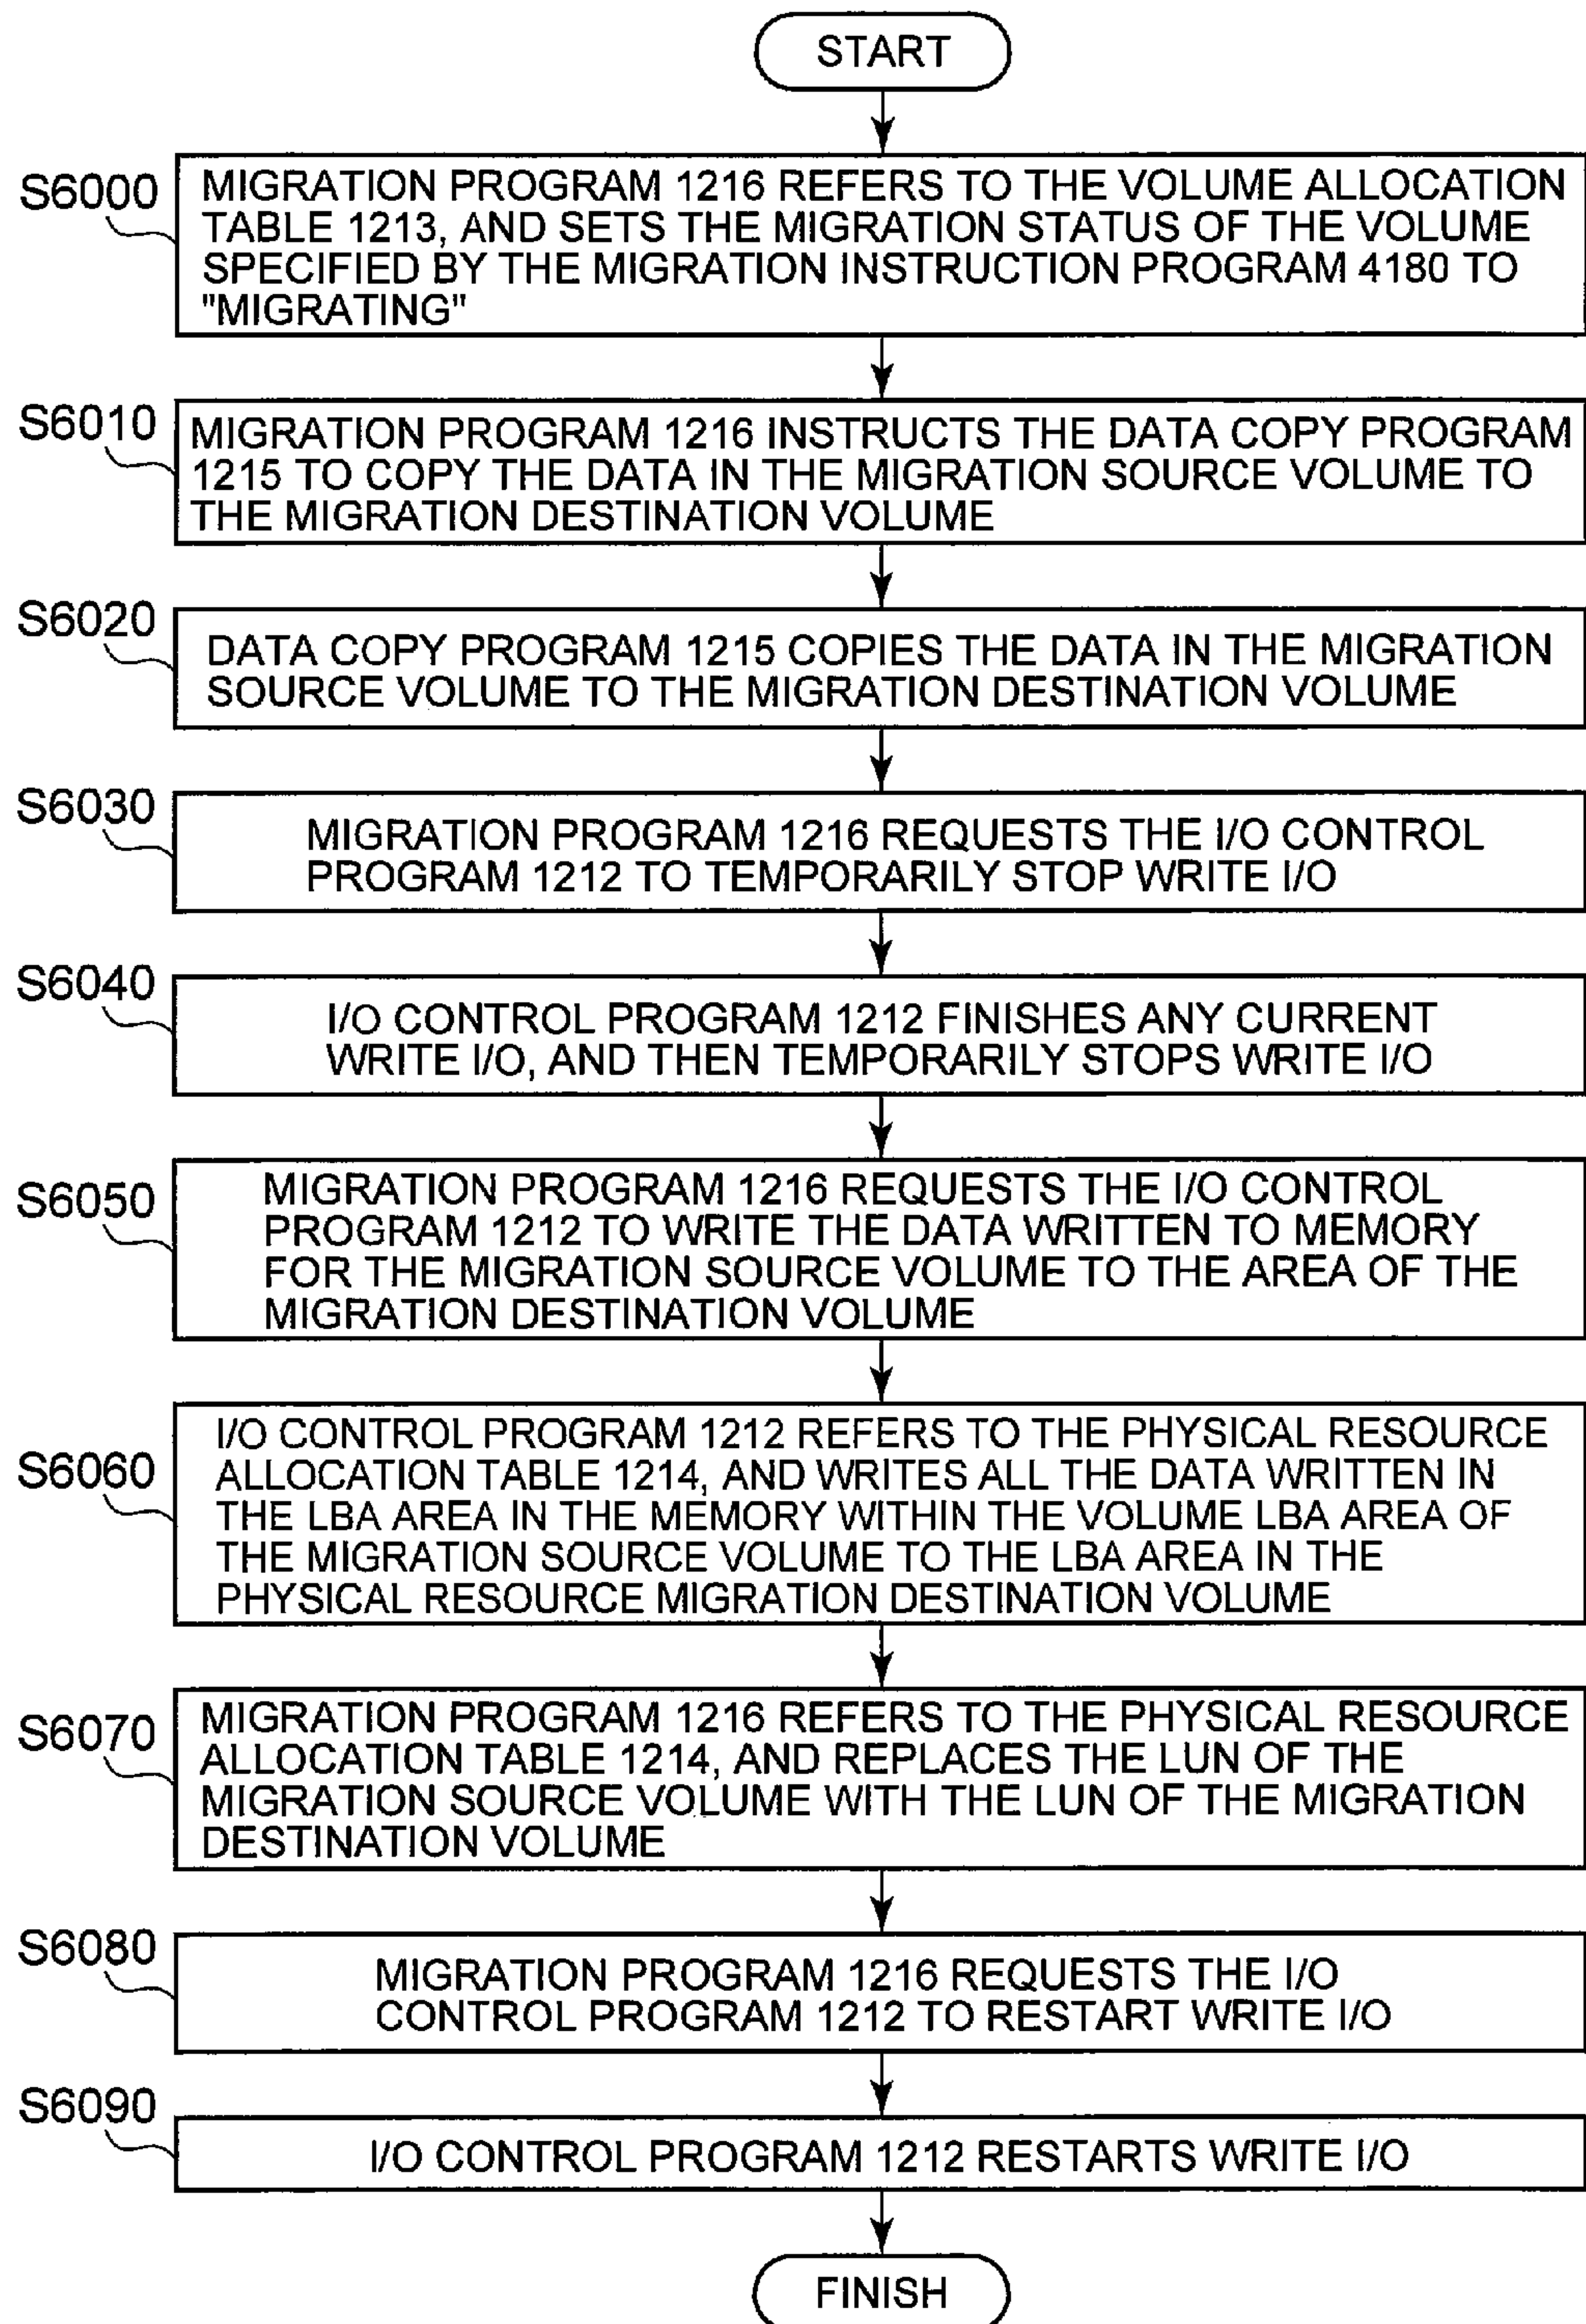 START
S6000
MIGRATION PROGRAM 1216 REFERS TO THE VOLUME ALLOCATION
TABLE 1213, AND SETS THE MIGRATION STATUS OF THE VOLUME
SPECIFIED BY THE MIGRATION INSTRUCTION PROGRAM 4180 TO
"MIGRATING"
S6010
MIGRATION PROGRAM 1216 INSTRUCTS THE DATA COPY PROGRAM
1215 TO COPY THE DATA IN THE MIGRATION SOURCE VOLUME TO
THE MIGRATION DESTINATION VOLUME
S6020
DATA COPY PROGRAM 1215 COPIES THE DATA IN THE MIGRATION
SOURCE VOLUME TO THE MIGRATION DESTINATION VOLUME
S6030
MIGRATION PROGRAM 1216 REQUESTS THE I/O CONTROL
PROGRAM 1212 TO TEMPORARILY STOP WRITE I/O
S6040
I/O CONTROL PROGRAM 1212 FINISHES ANY CURRENT
WRITE I/O, AND THEN TEMPORARILY STOPS WRITE I/O
S6050
MIGRATION PROGRAM 1216 REQUESTS THE I/O CONTROL
PROGRAM 1212 TO WRITE THE DATA WRITTEN TO MEMORY
FOR THE MIGRATION SOURCE VOLUME TO THE AREA OF THE
MIGRATION DESTINATION VOLUME
S6060
I/O CONTROL PROGRAM 1212 REFERS TO THE PHYSICAL RESOURCE
ALLOCATION TABLE 1214, AND WRITES ALL THE DATA WRITTEN IN
THE LBA AREA IN THE MEMORY WITHIN THE VOLUME LBA AREA OF
THE MIGRATION SOURCE VOLUME TO THE LBA AREA IN THE
PHYSICAL RESOURCE MIGRATION DESTINATION VOLUME
S6070
MIGRATION PROGRAM 1216 REFERS TO THE PHYSICAL RESOURCE
ALLOCATION TABLE 1214, AND REPLACES THE LUN OF THE
MIGRATION SOURCE VOLUME WITH THE LUN OF THE MIGRATION
DESTINATION VOLUME
S6080
MIGRATION PROGRAM 1216 REQUESTS THE I/O
CONTROL PROGRAM 1212 TO RESTART WRITE I/O
S6090
I/O CONTROL PROGRAM 1212 RESTARTS WRITE I/O
FINISH